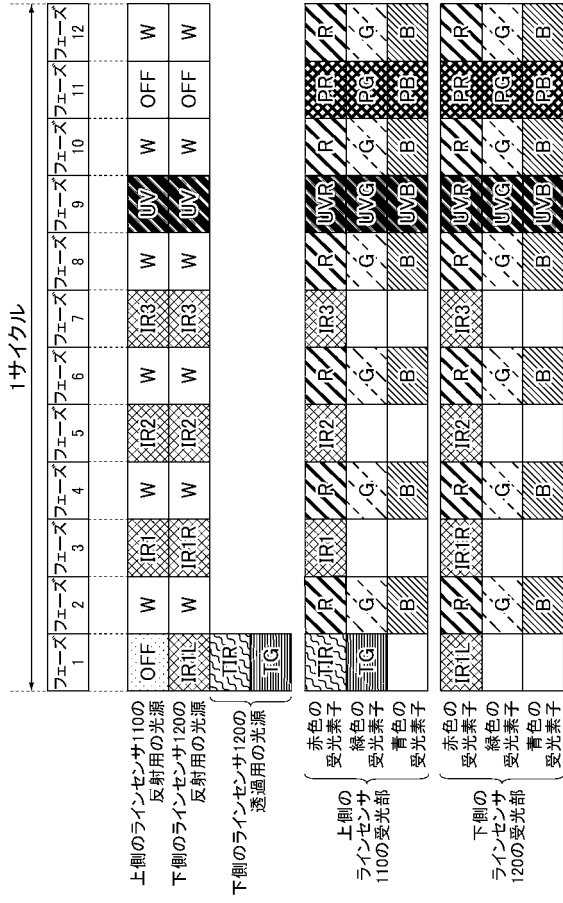 1サイクル
フェーズ 1 フェーズ 2 フェーズ 3 フェーズ 4 フェーズ 5 フェーズ 6 フェーズ 7 フェーズ 8 フェーズ 9 フェーズ 10 フェーズ 11 フェーズ 12
上側のラインセンサ110の
反射用の光源
OFF W IR1 W IR2 W IR3 W UV W OFF W
下側のラインセンサ120の
反射用の光源
IR1L W IR1R W IR2 W IR3 W UV W OFF W
下側のラインセンサ120の
透過用の光源
TIR
TG
上側の
ラインセンサ
110の受光部
赤色の
受光素子
TIR R IR1 R IR2 R IR3 R UVR R PR R
緑色の
受光素子
TG G G G G UVG G PG G
青色の
受光素子
B B B B UVB B PB B
下側の
ラインセンサ
120の受光部
赤色の
受光素子
IR1L R IR1R R IR2 R IR3 R UVR R PR R
緑色の
受光素子
G G G G UVG G PG G
青色の
受光素子
B B B B UVB B PB B